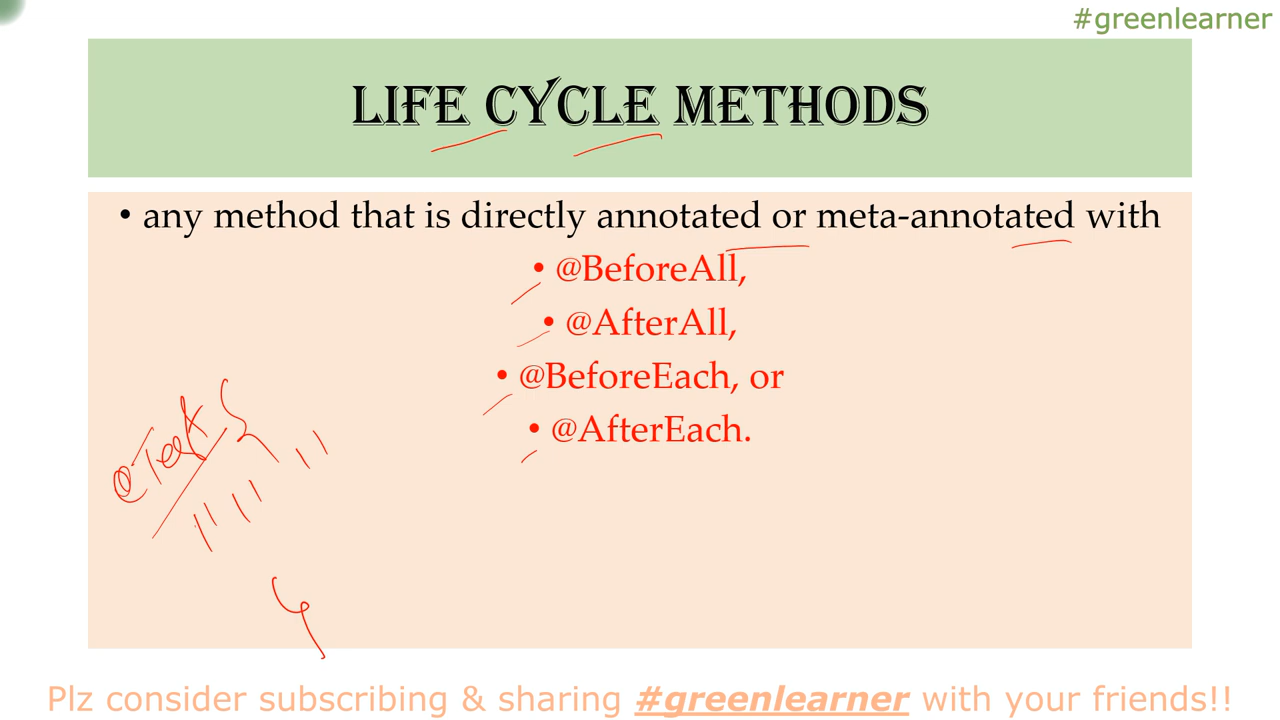 #greenlearner
LIFE CYCLE METHODS
• any method that is directly annotated or meta-annotated with
• @BeforeAll,
• @AfterAll,
• @BeforeEach, or
• @AfterEach.
@Test {
}
Plz consider subscribing & sharing #greenlearner with your friends!!